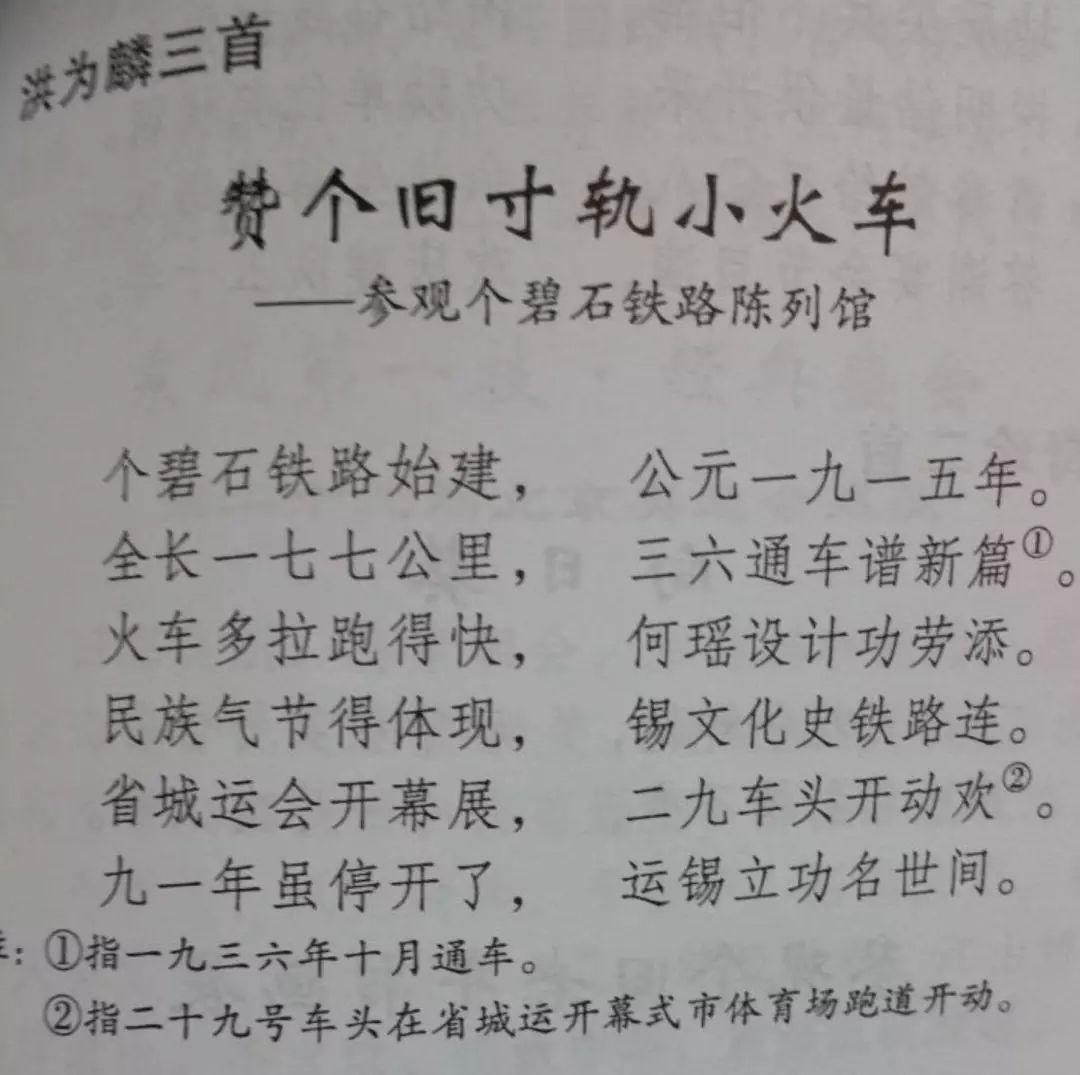 洪为麟三首
赞个旧寸轨小火车
——参观个碧石铁路陈列馆
个碧石铁路始建， 公元一九一五年。
全长一七七公里， 三六通车谱新篇①。
火车多拉跑得快， 何瑶设计功劳添。
民族气节得体现， 锡文化史铁路连。
省城运会开幕展， 二九车头开动欢②。
九一年虽停开了， 运锡立功名世间。
：①指一九三六年十月通车。
②指二十九号车头在省城运开幕式市体育场跑道开动。